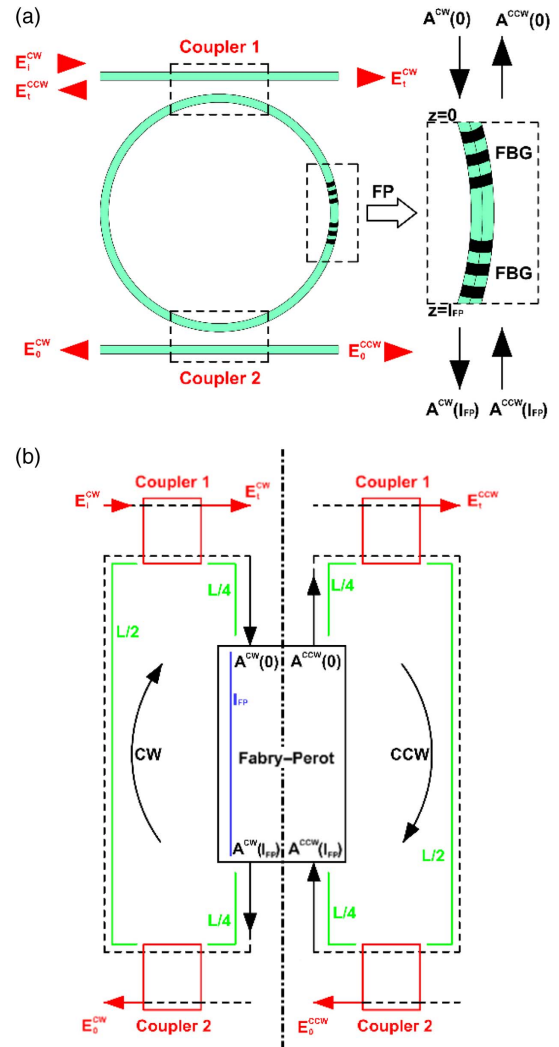 (a)
Coupler 1
E_i^CW
E_t^CCW
E_t^CW
A^CW(0) A^CCW(0)
z=0
FBG
FP
FBG
z=l_FP
E_0^CW
E_0^CCW
Coupler 2
A^CW(l_FP) A^CCW(l_FP)
(b)
Coupler 1
Coupler 1
E_i^CW
E_t^CW
E_t^CCW
L/4
L/4
L/2
A^CW(0) A^CCW(0)
l_FP
CW
Fabry-Perot
CCW
A^CW(l_FP) A^CCW(l_FP)
L/2
L/4
L/4
E_0^CW
E_0^CCW
Coupler 2
Coupler 2